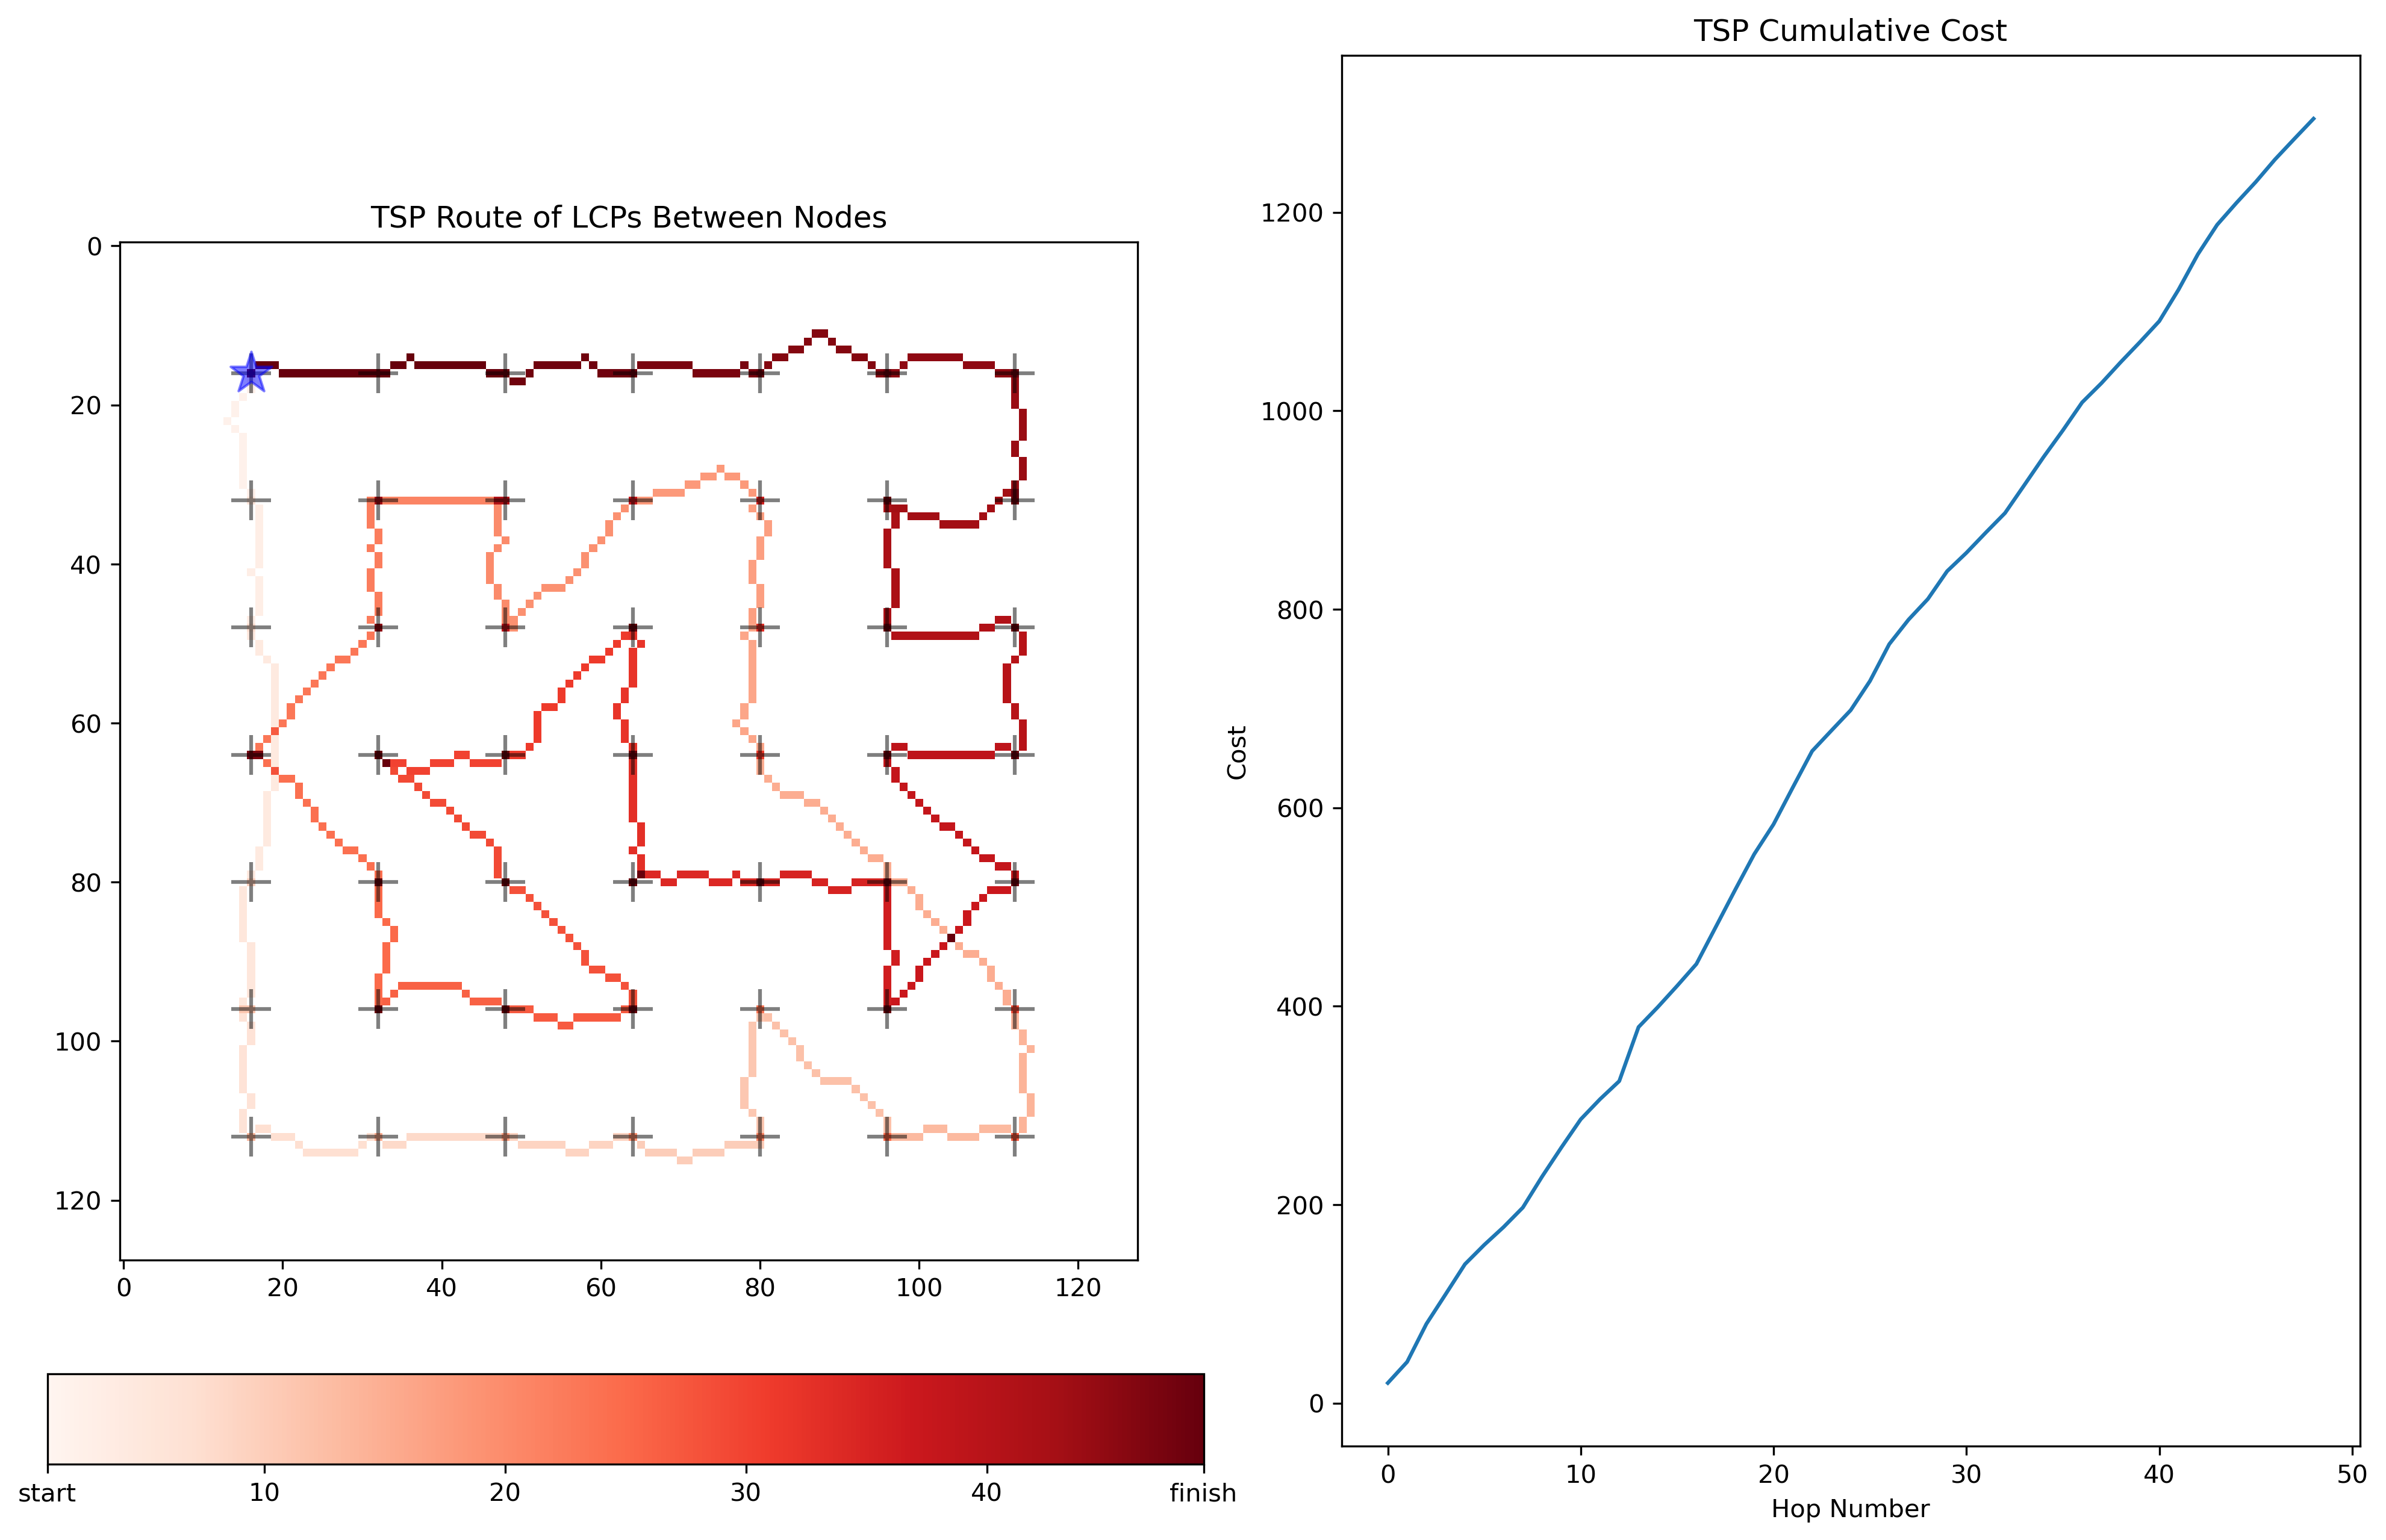 TSP Route of LCPs Between Nodes
0
20
40
60
80
100
120
0 20 40 60 80 100 120
start 10 20 30 40 finish
TSP Cumulative Cost
1200
1000
800
600
400
200
0
Cost
0 10 20 30 40 50
Hop Number